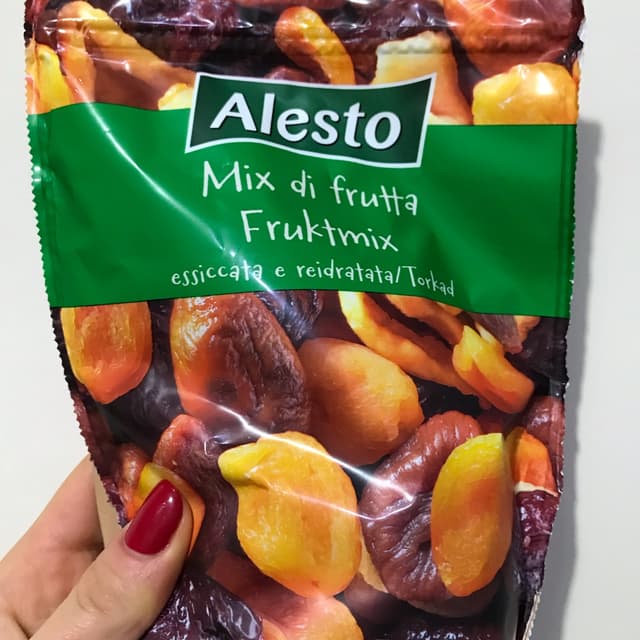 Alesto
Mix di frutta
Fruktmix
essiccata e reidratata/Torkad